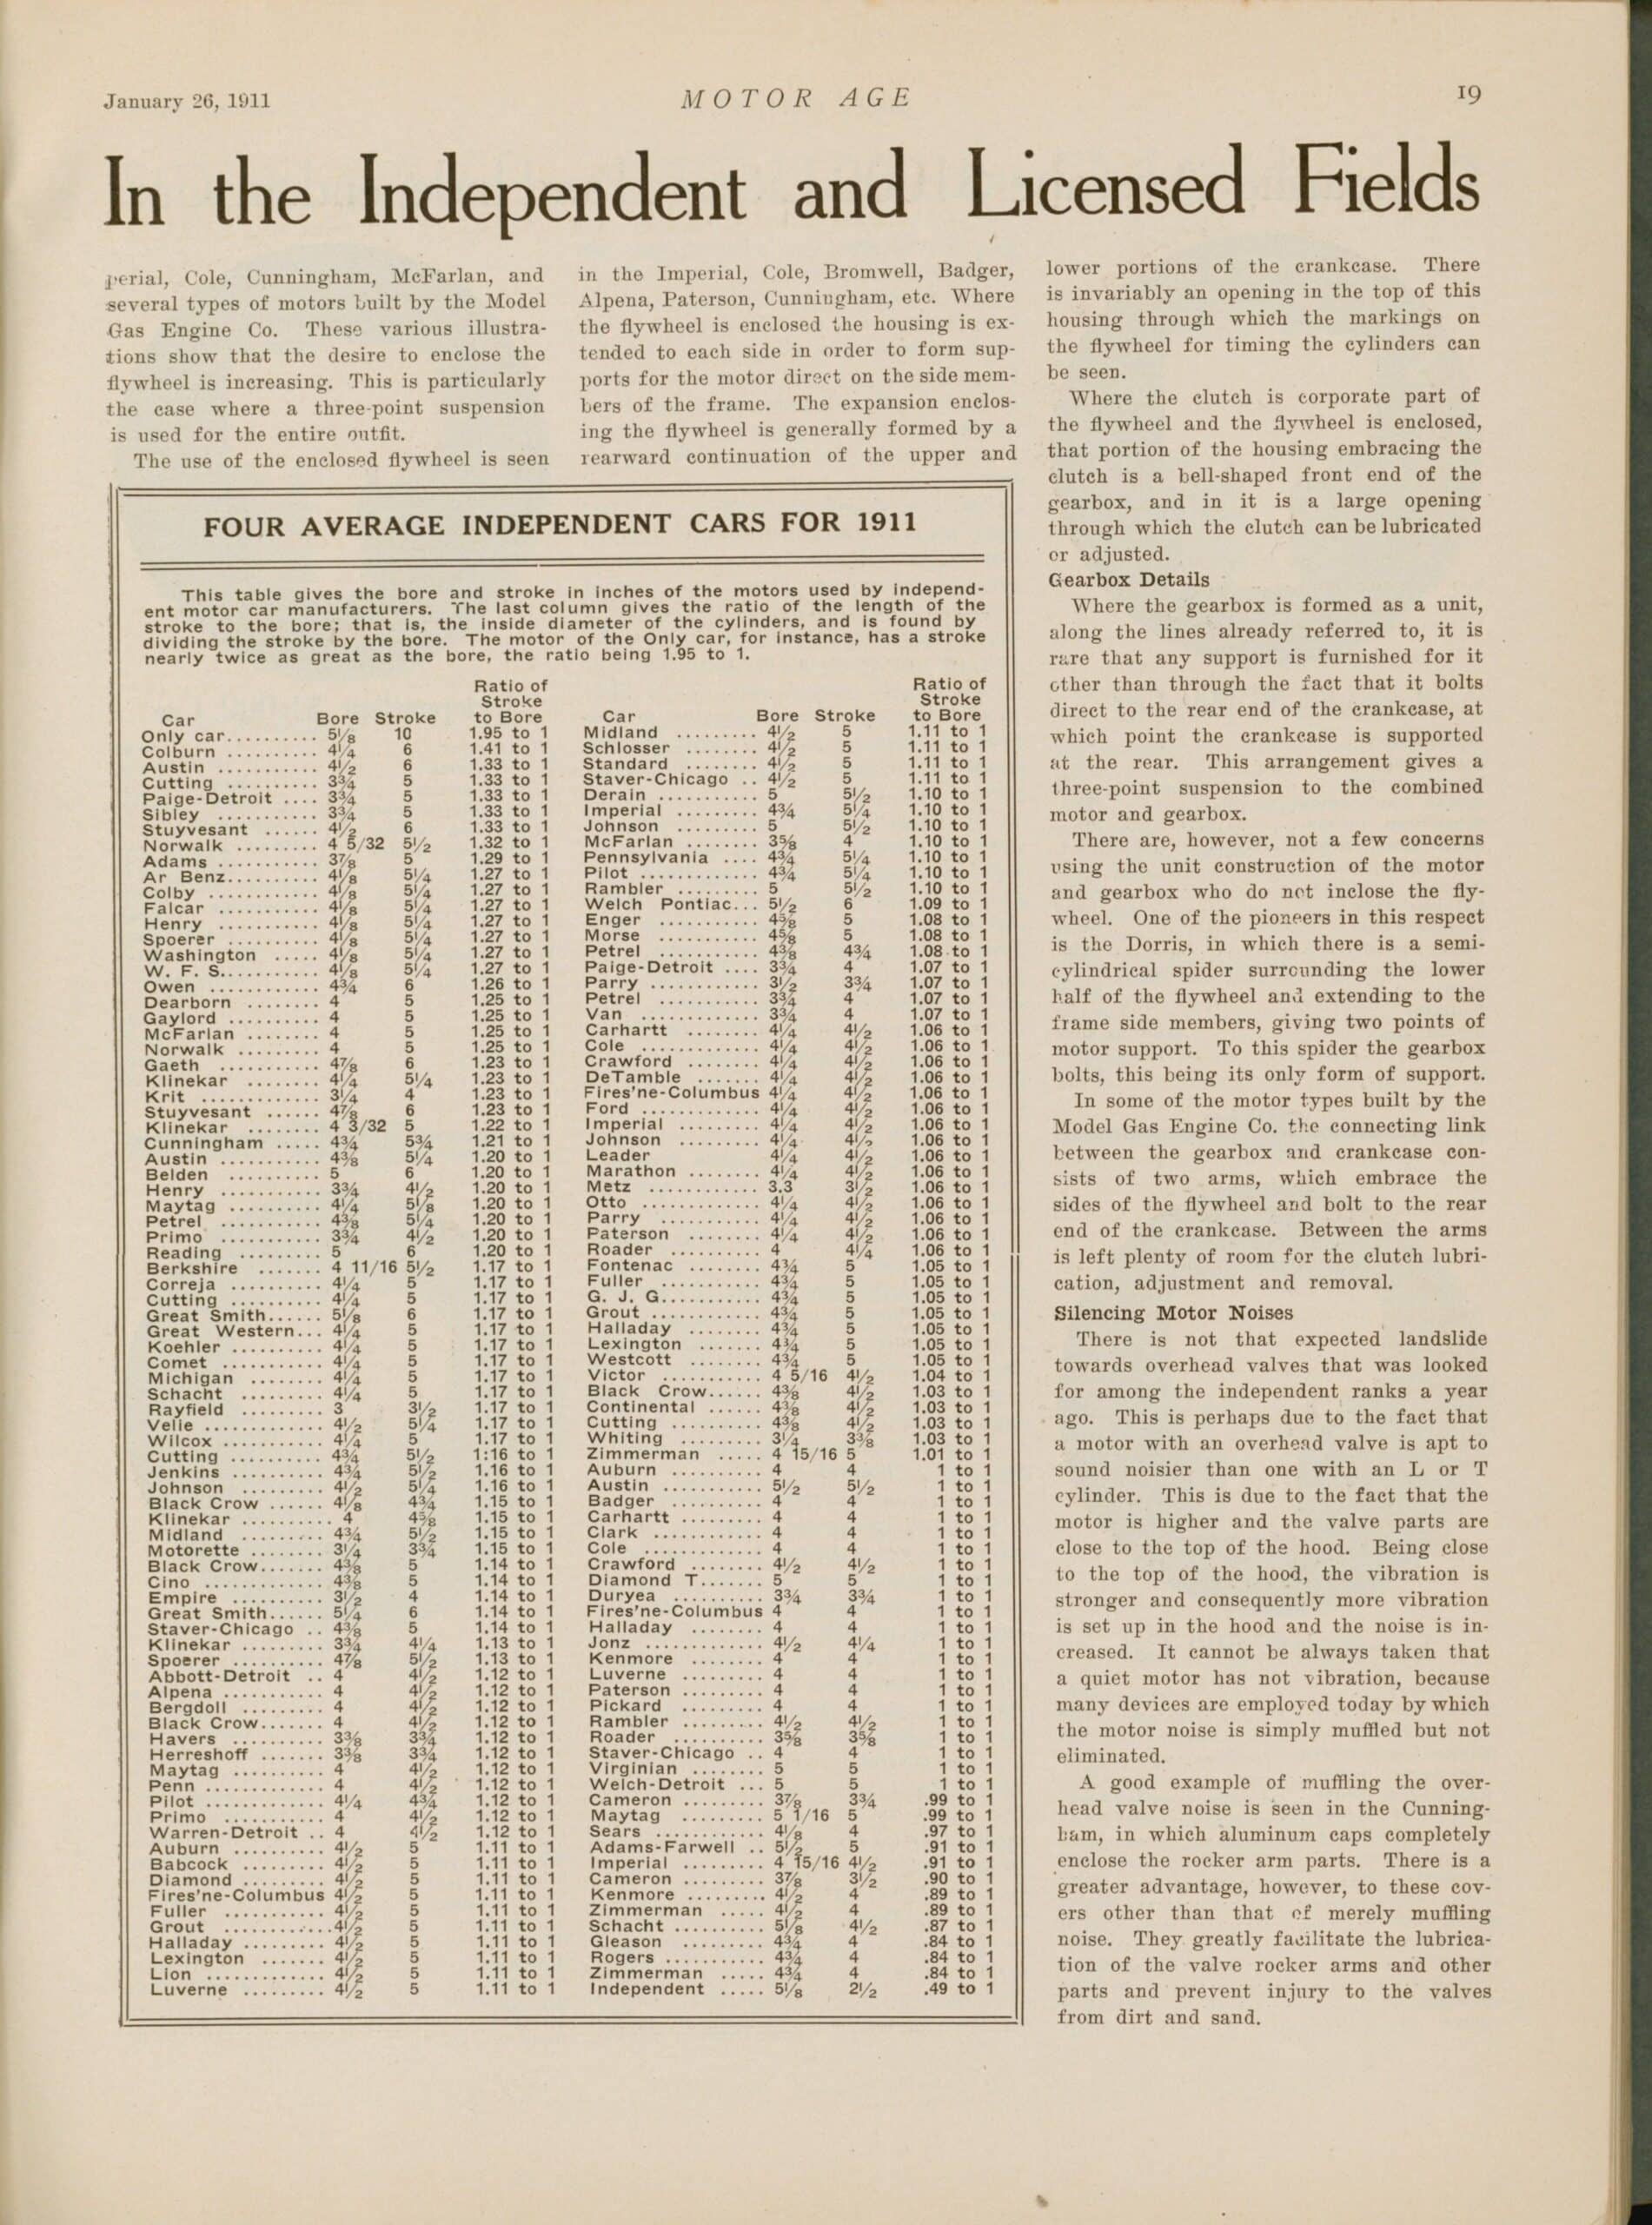 January 26, 1911
MOTOR AGE
19
In the Independent and Licensed Fields
perial, Cole, Cunningham, McFarlan, and
several types of motors built by the Model
Gas Engine Co. These various illustra-
tions show that the desire to enclose the
flywheel is increasing. This is particularly
the case where a three-point suspension
is used for the entire outfit.
The use of the enclosed flywheel is seen
in the Imperial, Cole, Bromwell, Badger,
Alpena, Paterson, Cunningham, etc. Where
the flywheel is enclosed the housing is ex-
tended to each side in order to form sup-
ports for the motor direct on the side mem-
bers of the frame. The expansion enclos-
ing the flywheel is generally formed by a
rearward continuation of the upper and
FOUR AVERAGE INDEPENDENT CARS FOR 1911
This table gives the bore and stroke in inches of the motors used by independ-
ent motor car manufacturers. The last column gives the ratio of the length of the
stroke to the bore; that is, the inside diameter of the cylinders, and is found by
dividing the stroke by the bore. The motor of the Only car, for instance, has a stroke
nearly twice as great as the bore, the ratio being 1.95 to 1.
Ratio of
Stroke
Car Bore Stroke to Bore
Only car.......... 5⅛ 10 1.95 to 1
Colburn .......... 4¼ 6 1.41 to 1
Austin ........... 4½ 6 1.33 to 1
Cutting .......... 3¾ 5 1.33 to 1
Paige-Detroit .... 3¾ 5 1.33 to 1
Sibley ........... 3¾ 5 1.33 to 1
Stuyvesant ...... 4½ 6 1.33 to 1
Norwalk ......... 4 5/32 5½ 1.32 to 1
Adams ........... 3⅞ 5 1.29 to 1
Ar Benz.......... 4⅛ 5¼ 1.27 to 1
Colby ............ 4⅛ 5¼ 1.27 to 1
Falcar ........... 4⅛ 5¼ 1.27 to 1
Henry ........... 4⅛ 5¼ 1.27 to 1
Spoerer .......... 4⅛ 5¼ 1.27 to 1
Washington ..... 4⅛ 5¼ 1.27 to 1
W. F. S........... 4⅛ 5¼ 1.27 to 1
Owen ............ 4¾ 6 1.26 to 1
Dearborn ........ 4 5 1.25 to 1
Gaylord .......... 4 5 1.25 to 1
McFarlan ........ 4 5 1.25 to 1
Norwalk ......... 4 5 1.25 to 1
Gaeth ........... 4⅞ 6 1.23 to 1
Klinekar ........ 4¼ 5¼ 1.23 to 1
Krit ............. 3¼ 4 1.23 to 1
Stuyvesant ...... 4⅞ 6 1.23 to 1
Klinekar ........ 4 3/32 5 1.22 to 1
Cunningham ..... 4¾ 5¾ 1.21 to 1
Austin ........... 4⅜ 5¼ 1.20 to 1
Belden .......... 5 6 1.20 to 1
Henry ........... 3¾ 4½ 1.20 to 1
Maytag .......... 4¼ 5⅛ 1.20 to 1
Petrel ........... 4⅜ 5¼ 1.20 to 1
Primo ........... 3¾ 4½ 1.20 to 1
Reading ......... 5 6 1.20 to 1
Berkshire ....... 4 11/16 5½ 1.17 to 1
Correja .......... 4¼ 5 1.17 to 1
Cutting .......... 4¼ 5 1.17 to 1
Great Smith...... 5⅛ 6 1.17 to 1
Great Western... 4¼ 5 1.17 to 1
Koehler .......... 4¼ 5 1.17 to 1
Comet ........... 4¼ 5 1.17 to 1
Michigan ........ 4¼ 5 1.17 to 1
Schacht ......... 4¼ 5 1.17 to 1
Rayfield ......... 3 3½ 1.17 to 1
Velie ............. 4½ 5¼ 1.17 to 1
Wilcox ........... 4¼ 5 1.17 to 1
Cutting .......... 4¾ 5½ 1:16 to 1
Jenkins .......... 4¾ 5½ 1.16 to 1
Johnson ......... 4½ 5¼ 1.16 to 1
Black Crow ...... 4⅛ 4¾ 1.15 to 1
Klinekar .......... 4 4⅝ 1.15 to 1
Midland ......... 4¾ 5½ 1.15 to 1
Motorette ........ 3¼ 3¾ 1.15 to 1
Black Crow....... 4⅜ 5 1.14 to 1
Cino ............. 4⅜ 5 1.14 to 1
Empire .......... 3½ 4 1.14 to 1
Great Smith...... 5¼ 6 1.14 to 1
Staver-Chicago .. 4⅜ 5 1.14 to 1
Klinekar ......... 3¾ 4¼ 1.13 to 1
Spoerer .......... 4⅞ 5½ 1.13 to 1
Abbott-Detroit .. 4 4½ 1.12 to 1
Alpena ........... 4 4½ 1.12 to 1
Bergdoll ......... 4 4½ 1.12 to 1
Black Crow....... 4 4½ 1.12 to 1
Havers .......... 3⅜ 3¾ 1.12 to 1
Herreshoff ....... 3⅜ 3¾ 1.12 to 1
Maytag .......... 4 4½ 1.12 to 1
Penn ............. 4 4½ 1.12 to 1
Pilot ............. 4¼ 4¾ 1.12 to 1
Primo ........... 4 4½ 1.12 to 1
Warren-Detroit .. 4 4½ 1.12 to 1
Auburn .......... 4½ 5 1.11 to 1
Babcock ......... 4½ 5 1.11 to 1
Diamond ......... 4½ 5 1.11 to 1
Fires'ne-Columbus 4½ 5 1.11 to 1
Fuller ........... 4½ 5 1.11 to 1
Grout ............4½ 5 1.11 to 1
Halladay ......... 4½ 5 1.11 to 1
Lexington ....... 4½ 5 1.11 to 1
Lion ............. 4½ 5 1.11 to 1
Luverne ......... 4½ 5 1.11 to 1
Ratio of
Stroke
Car Bore Stroke to Bore
Midland ......... 4½ 5 1.11 to 1
Schlosser ........ 4½ 5 1.11 to 1
Standard ........ 4½ 5 1.11 to 1
Staver-Chicago .. 4½ 5 1.11 to 1
Derain ........... 5 5½ 1.10 to 1
Imperial ......... 4¾ 5¼ 1.10 to 1
Johnson ......... 5 5½ 1.10 to 1
McFarlan ........ 3⅝ 4 1.10 to 1
Pennsylvania .... 4¾ 5¼ 1.10 to 1
Pilot ............. 4¾ 5¼ 1.10 to 1
Rambler ......... 5 5½ 1.10 to 1
Welch Pontiac... 5½ 6 1.09 to 1
Enger ........... 4⅝ 5 1.08 to 1
Morse ........... 4⅝ 5 1.08 to 1
Petrel ........... 4⅜ 4¾ 1.08 to 1
Paige-Detroit .... 3¾ 4 1.07 to 1
Parry ............ 3½ 3¾ 1.07 to 1
Petrel ........... 3¾ 4 1.07 to 1
Van ............. 3¾ 4 1.07 to 1
Carhartt ........ 4¼ 4½ 1.06 to 1
Cole ............. 4¼ 4½ 1.06 to 1
Crawford ........ 4¼ 4½ 1.06 to 1
DeTamble ....... 4¼ 4½ 1.06 to 1
Fires'ne-Columbus 4¼ 4½ 1.06 to 1
Ford ............. 4¼ 4½ 1.06 to 1
Imperial ......... 4¼ 4½ 1.06 to 1
Johnson ......... 4¼ 4½ 1.06 to 1
Leader 4¼ 4½ 1.06 to 1
Marathon ........ 4¼ 4½ 1.06 to 1
Metz ............ 3.3 3½ 1.06 to 1
Otto ............. 4¼ 4½ 1.06 to 1
Parry ........... 4¼ 4½ 1.06 to 1
Paterson ........ 4¼ 4½ 1.06 to 1
Roader .......... 4 4¼ 1.06 to 1
Fontenac ........ 4¾ 5 1.05 to 1
Fuller ........... 4¾ 5 1.05 to 1
G. J. G........... 4¾ 5 1.05 to 1
Grout ............ 4¾ 5 1.05 to 1
Halladay ........ 4¾ 5 1.05 to 1
Lexington ....... 4¾ 5 1.05 to 1
Westcott ........ 4¾ 5 1.05 to 1
Victor ........... 4 5/16 4½ 1.04 to 1
Black Crow...... 4⅜ 4½ 1.03 to 1
Continental ...... 4⅜ 4½ 1.03 to 1
Cutting .......... 4⅜ 4½ 1.03 to 1
Whiting ......... 3¼ 3⅜ 1.03 to 1
Zimmerman ..... 4 15/16 5 1.01 to 1
Auburn .......... 4 4 1 to 1
Austin ........... 5½ 5½ 1 to 1
Badger .......... 4 4 1 to 1
Carhartt ......... 4 4 1 to 1
Clark ............ 4 4 1 to 1
Cole ............. 4 4 1 to 1
Crawford ........ 4½ 4½ 1 to 1
Diamond T....... 5 5 1 to 1
Duryea .......... 3¾ 3¾ 1 to 1
Fires'ne-Columbus 4 4 1 to 1
Halladay ........ 4 4 1 to 1
Jonz ............. 4½ 4¼ 1 to 1
Kenmore ........ 4 4 1 to 1
Luverne ......... 4 4 1 to 1
Paterson ......... 4 4 1 to 1
Pickard ......... 4 4 1 to 1
Rambler ......... 4½ 4½ 1 to 1
Roader .......... 3⅝ 3⅝ 1 to 1
Staver-Chicago .. 4 4 1 to 1
Virginian ........ 5 5 1 to 1
Welch-Detroit ... 5 5 1 to 1
Cameron ......... 3⅞ 3¾ .99 to 1
Maytag ......... 5 1/16 5 .99 to 1
Sears ............ 4⅛ 4 .97 to 1
Adams-Farwell .. 5½ 5 .91 to 1
Imperial ......... 4 15/16 4½ .91 to 1
Cameron ......... 3⅞ 3½ .90 to 1
Kenmore ......... 4½ 4 .89 to 1
Zimmerman ..... 4½ 4 .89 to 1
Schacht .......... 5⅛ 4½ .87 to 1
Gleason ......... 4¾ 4 .84 to 1
Rogers ........... 4¾ 4 .84 to 1
Zimmerman ..... 4¾ 4 .84 to 1
Independent ..... 5⅛ 2½ .49 to 1
lower portions of the crankcase. There
is invariably an opening in the top of this
housing through which the markings on
the flywheel for timing the cylinders can
be seen.
Where the clutch is corporate part of
the flywheel and the flywheel is enclosed,
that portion of the housing embracing the
clutch is a bell-shaped front end of the
gearbox, and in it is a large opening
through which the clutch can be lubricated
or adjusted.
Gearbox Details
Where the gearbox is formed as a unit,
along the lines already referred to, it is
rare that any support is furnished for it
other than through the fact that it bolts
direct to the rear end of the crankcase, at
which point the crankcase is supported
at the rear. This arrangement gives a
three-point suspension to the combined
motor and gearbox.
There are, however, not a few concerns
using the unit construction of the motor
and gearbox who do not inclose the fly-
wheel. One of the pioneers in this respect
is the Dorris, in which there is a semi-
cylindrical spider surrounding the lower
half of the flywheel and extending to the
frame side members, giving two points of
motor support. To this spider the gearbox
bolts, this being its only form of support.
In some of the motor types built by the
Model Gas Engine Co. the connecting link
between the gearbox and crankcase con-
sists of two arms, which embrace the
sides of the flywheel and bolt to the rear
end of the crankcase. Between the arms
is left plenty of room for the clutch lubri-
cation, adjustment and removal.
Silencing Motor Noises
There is not that expected landslide
towards overhead valves that was looked
for among the independent ranks a year
ago. This is perhaps due to the fact that
a motor with an overhead valve is apt to
sound noisier than one with an L or T
cylinder. This is due to the fact that the
motor is higher and the valve parts are
close to the top of the hood. Being close
to the top of the hood, the vibration is
stronger and consequently more vibration
is set up in the hood and the noise is in-
creased. It cannot be always taken that
a quiet motor has not vibration, because
many devices are employed today by which
the motor noise is simply muffled but not
eliminated.
A good example of muffling the over-
head valve noise is seen in the Cunning-
ham, in which aluminum caps completely
enclose the rocker arm parts. There is a
greater advantage, however, to these cov-
ers other than that of merely muffling
noise. They greatly facilitate the lubrica-
tion of the valve rocker arms and other
parts and prevent injury to the valves
from dirt and sand.